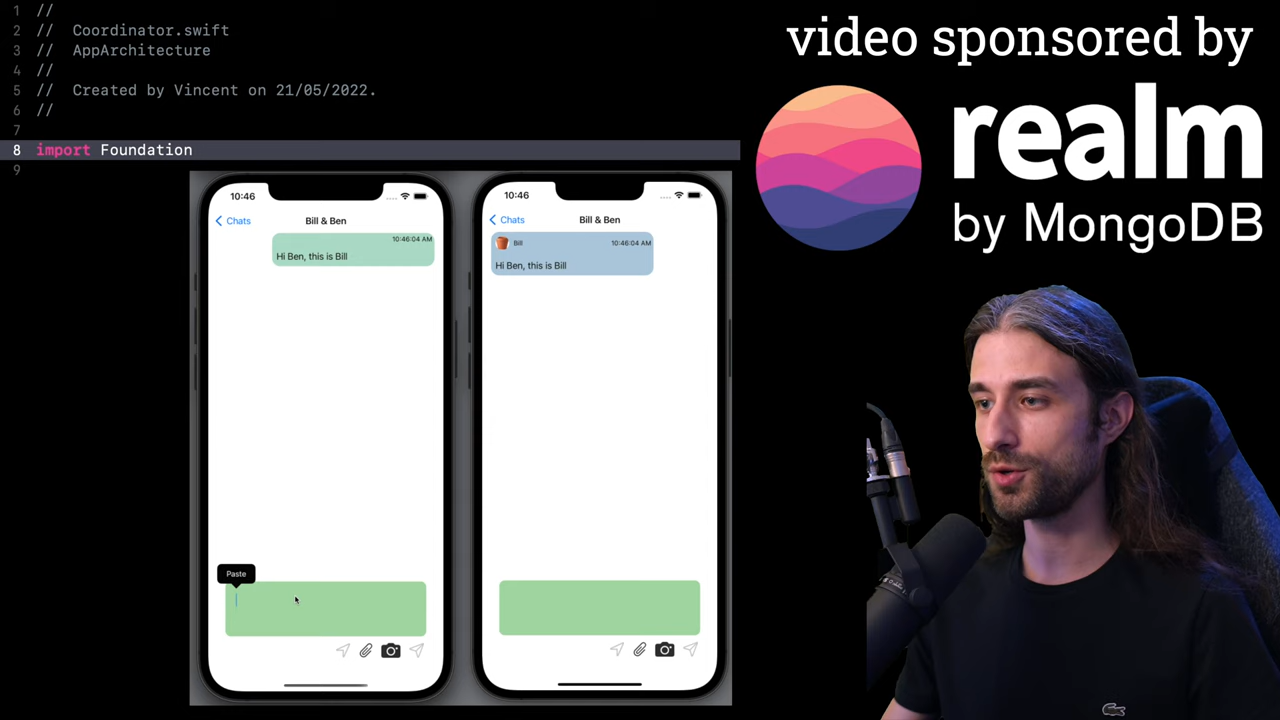 1 //
2 // Coordinator.swift
3 // AppArchitecture
4 //
5 // Created by Vincent on 21/05/2022.
6 //
7
8 import Foundation
9
video sponsored by
realm
by MongoDB
10:46
Chats
Bill & Ben
10:46:04 AM
Hi Ben, this is Bill
Paste
10:46
Chats
Bill & Ben
Bill
10:46:04 AM
Hi Ben, this is Bill